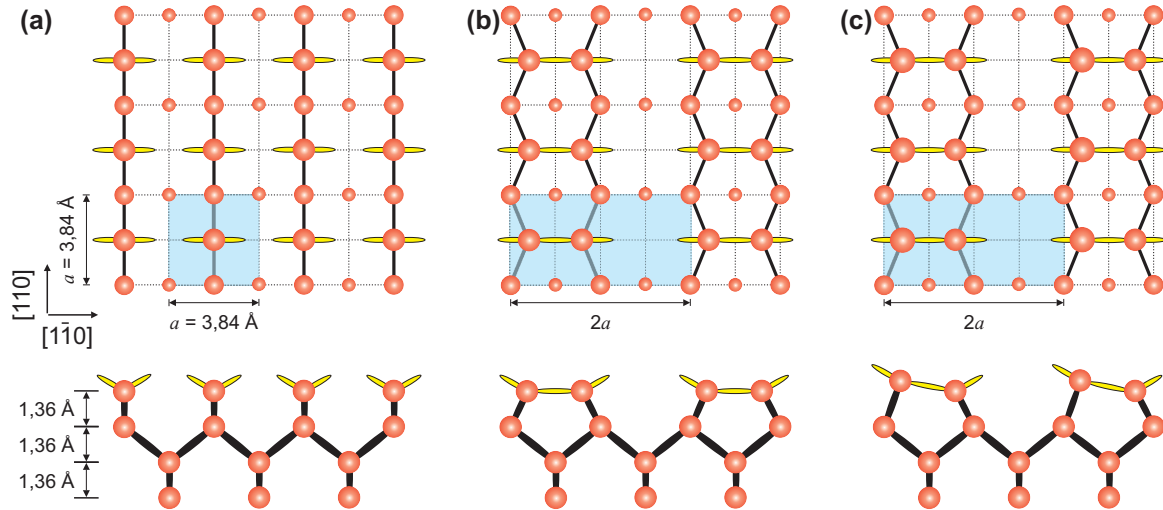 (a)
(b)
(c)
a = 3,84 Å
[110]
[11̄0]
a = 3,84 Å
2a
2a
1,36 Å
1,36 Å
1,36 Å